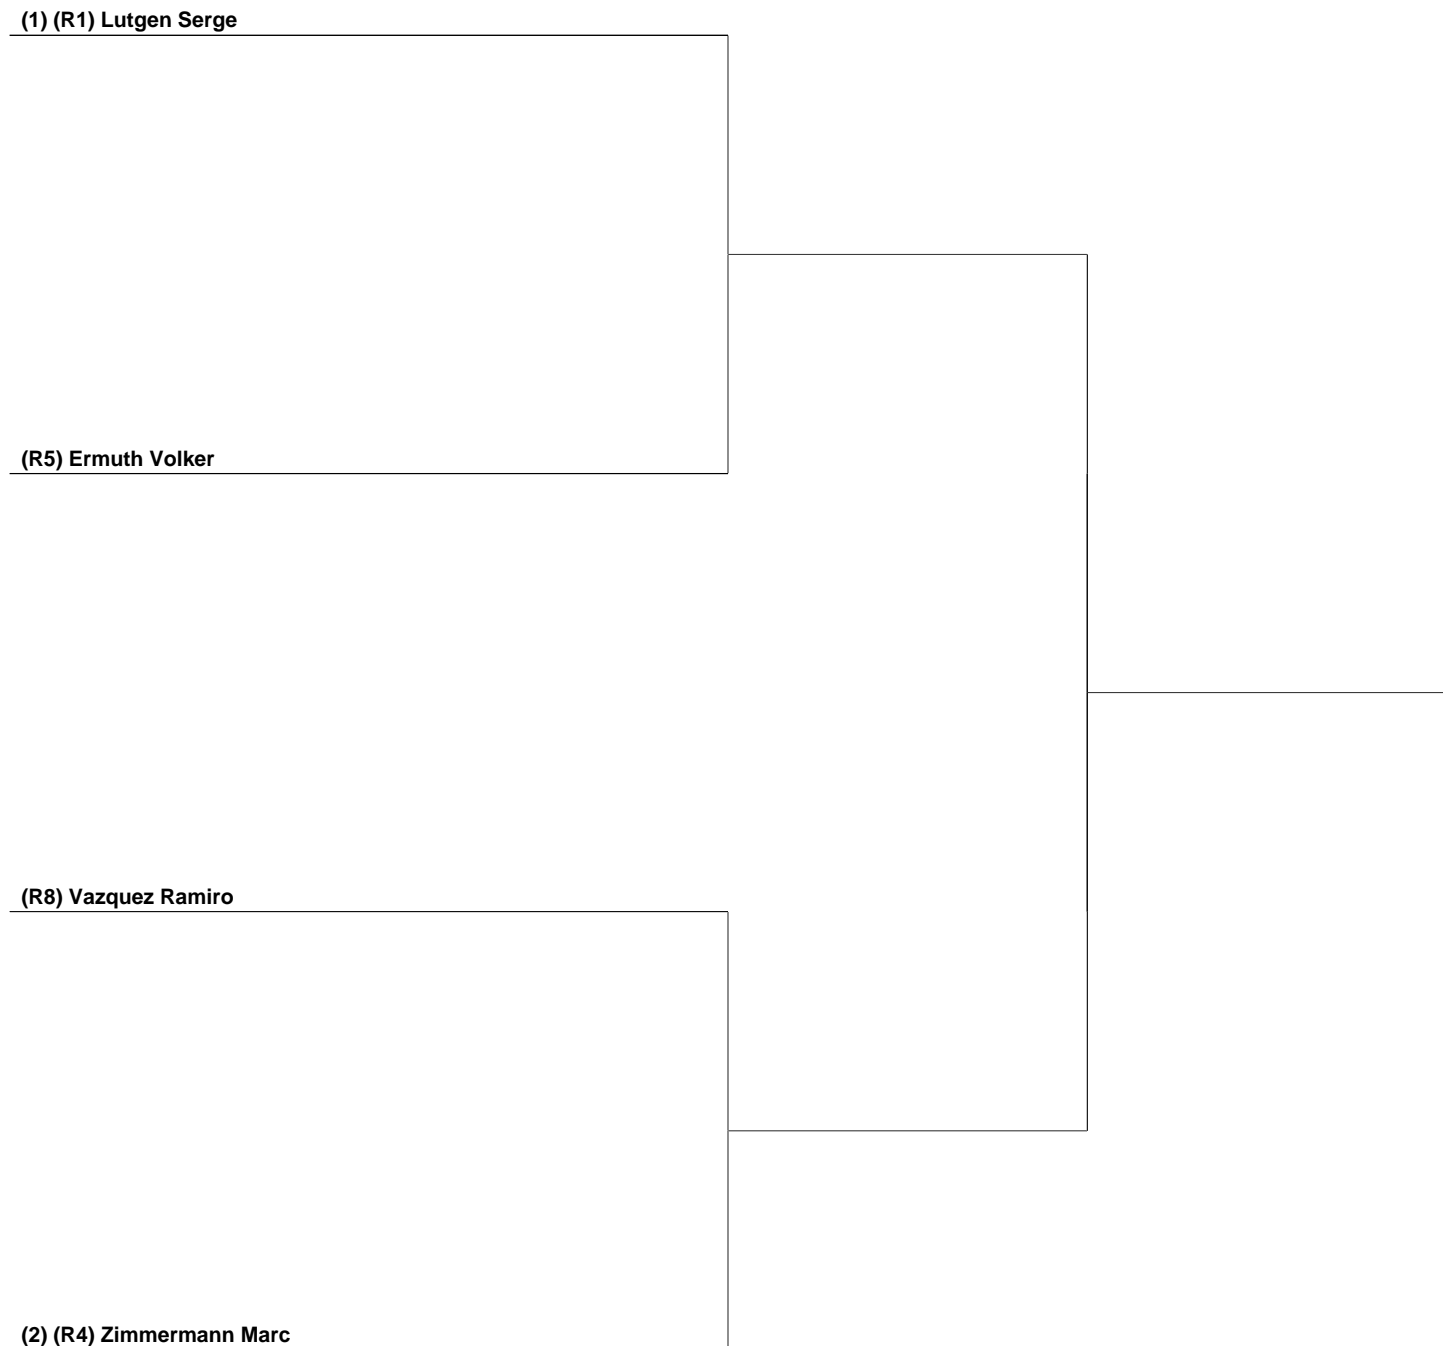 (1) (R1) Lutgen Serge
(R5) Ermuth Volker
(R8) Vazquez Ramiro
(2) (R4) Zimmermann Marc